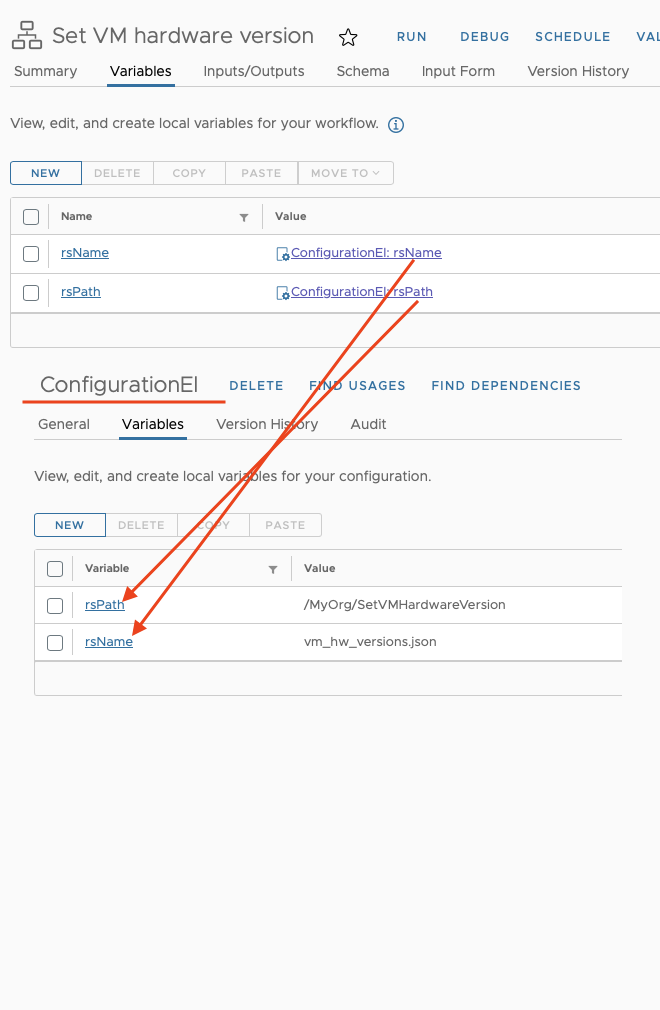 Set VM hardware version RUN DEBUG SCHEDULE VAL
Summary Variables Inputs/Outputs Schema Input Form Version History
View, edit, and create local variables for your workflow.
NEW DELETE COPY PASTE MOVE TO
Name Value
rsName ConfigurationEl: rsName
rsPath ConfigurationEl: rsPath
ConfigurationEl DELETE FIND USAGES FIND DEPENDENCIES
General Variables Version History Audit
View, edit, and create local variables for your configuration.
NEW DELETE COPY PASTE
Variable Value
rsPath /MyOrg/SetVMHardwareVersion
rsName vm_hw_versions.json